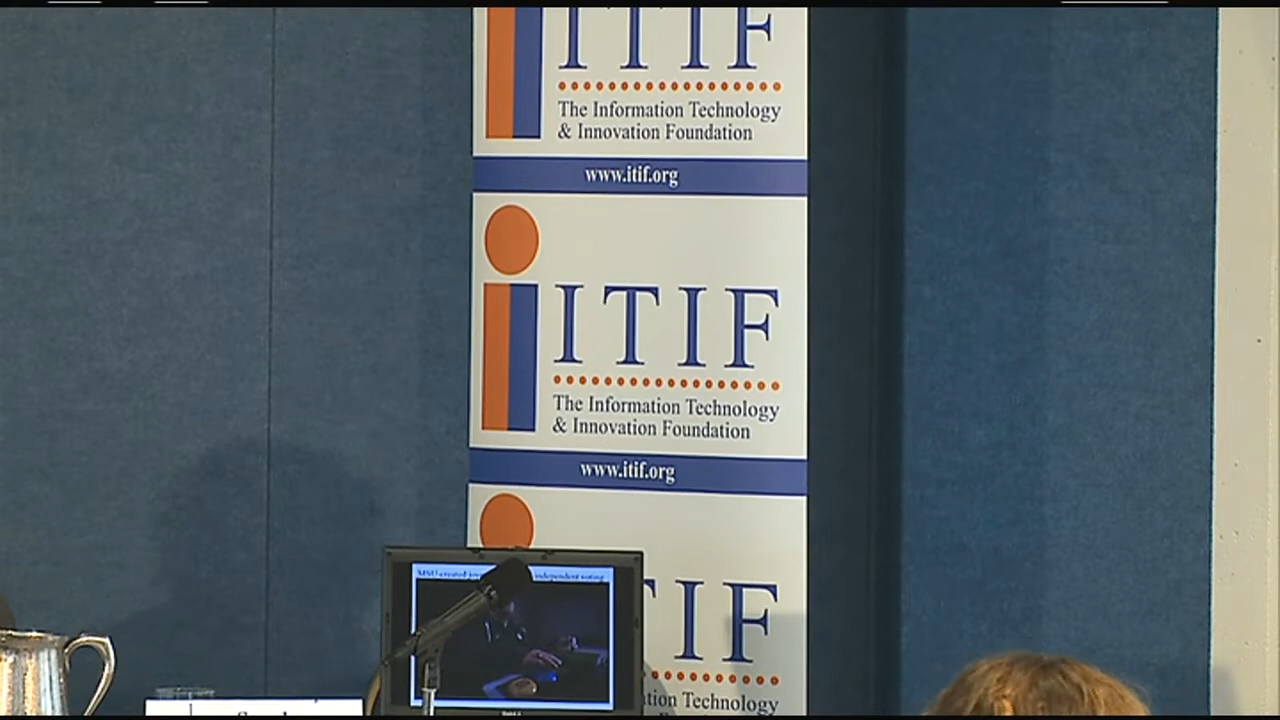 ITIF
The Information Technology
& Innovation Foundation
www.itif.org
ITIF
The Information Technology
& Innovation Foundation
www.itif.org
independent voting
TIF
tion Technology